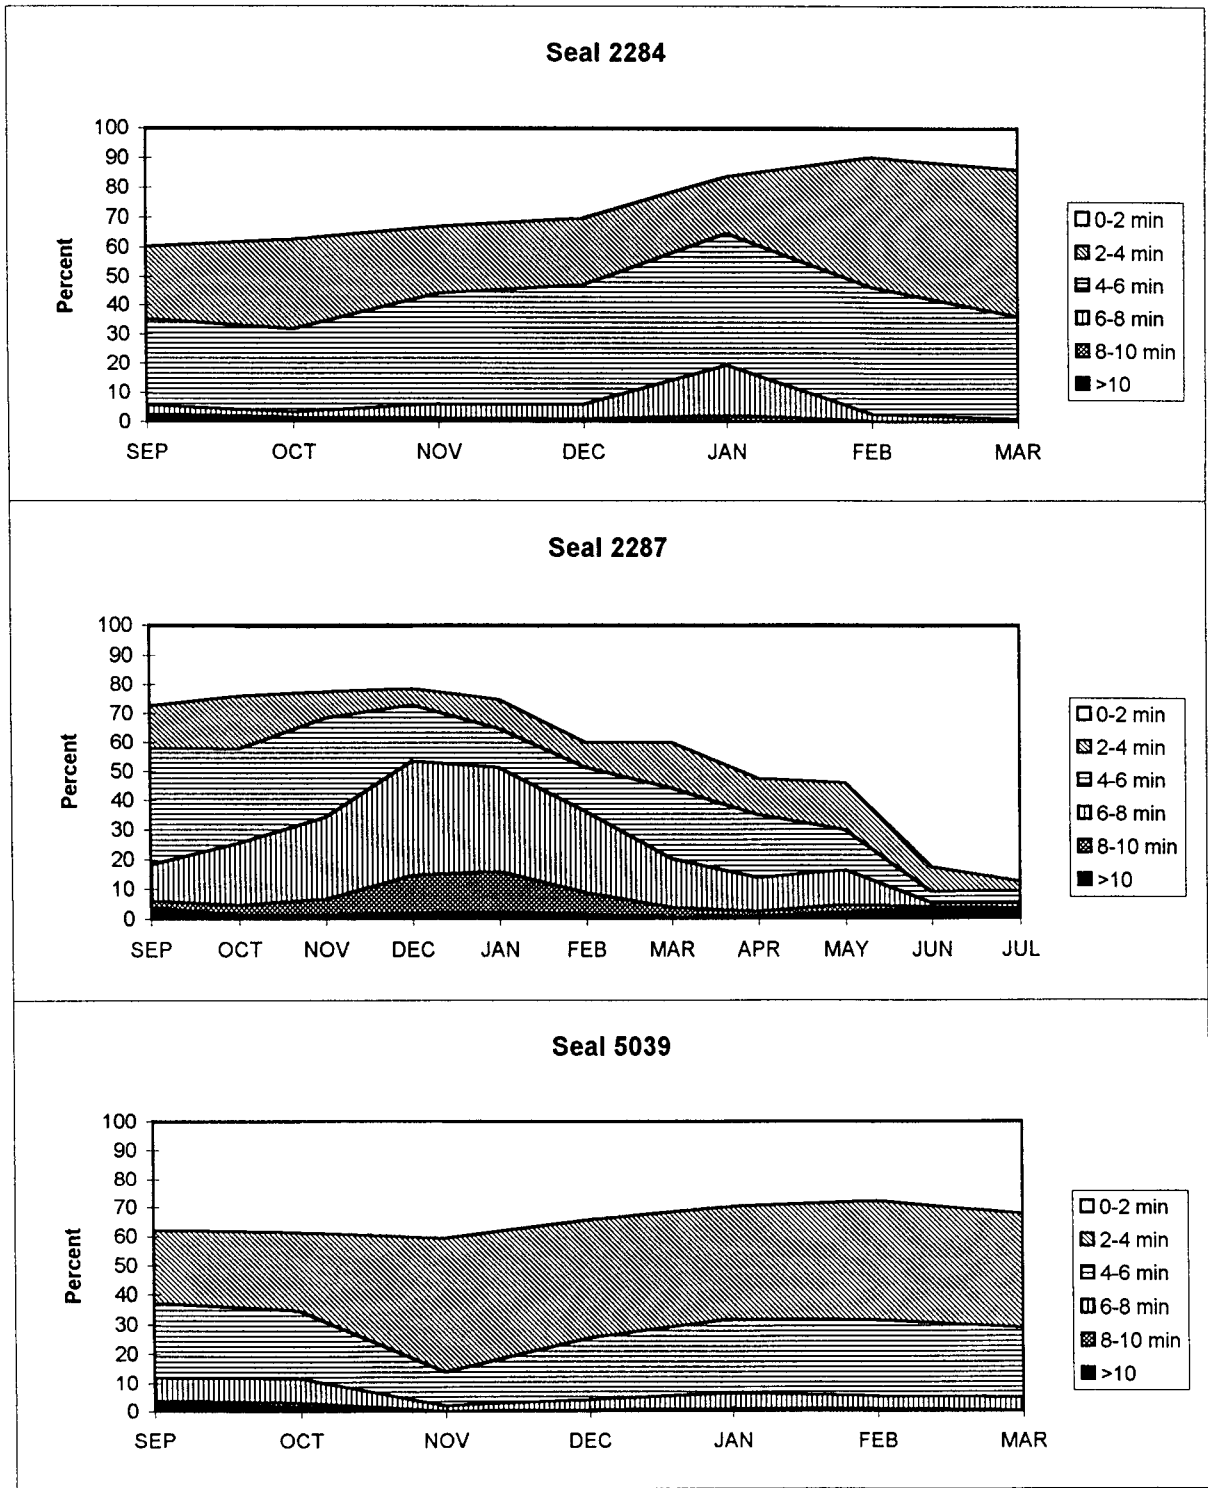 Seal 2284
100
90
80
70
60
50
40
30
20
10
0
Percent
SEP OCT NOV DEC JAN FEB MAR
0-2 min
2-4 min
4-6 min
6-8 min
8-10 min
>10
Seal 2287
100
90
80
70
60
50
40
30
20
10
0
Percent
SEP OCT NOV DEC JAN FEB MAR APR MAY JUN JUL
0-2 min
2-4 min
4-6 min
6-8 min
8-10 min
>10
Seal 5039
100
90
80
70
60
50
40
30
20
10
0
Percent
SEP OCT NOV DEC JAN FEB MAR
0-2 min
2-4 min
4-6 min
6-8 min
8-10 min
>10